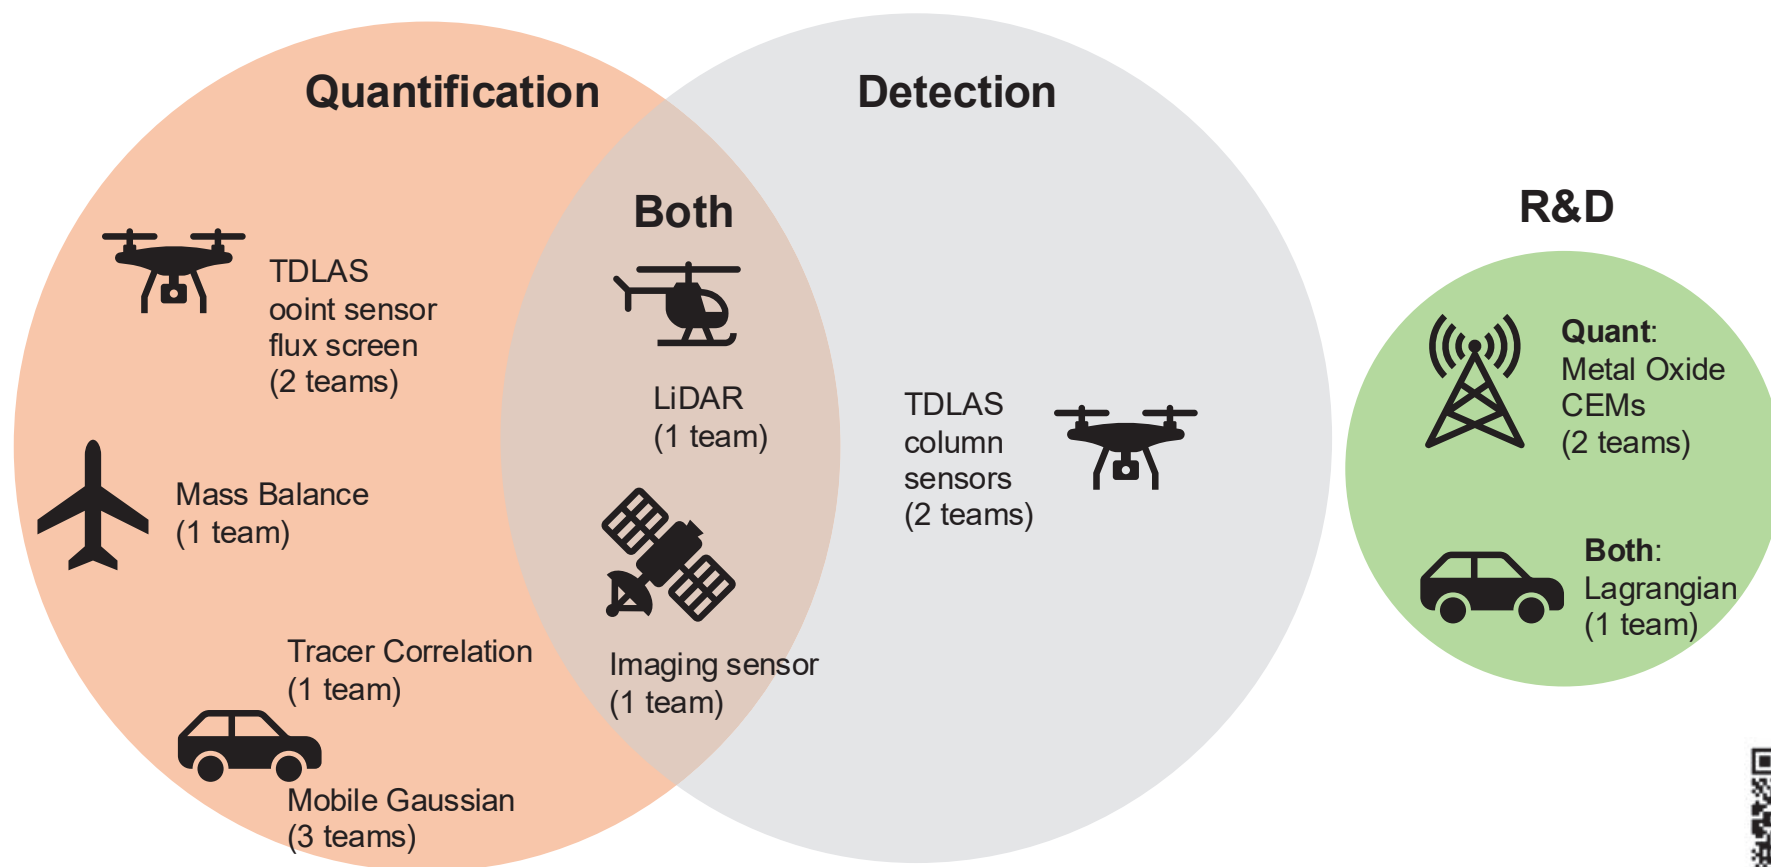 Quantification
Detection
Both
R&D
TDLAS
ooint sensor
flux screen
(2 teams)
Mass Balance
(1 team)
Tracer Correlation
(1 team)
Mobile Gaussian
(3 teams)
LiDAR
(1 team)
Imaging sensor
(1 team)
TDLAS
column
sensors
(2 teams)
Quant:
Metal Oxide
CEMs
(2 teams)
Both:
Lagrangian
(1 team)